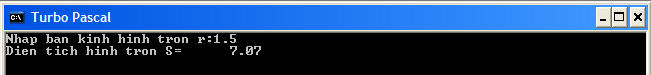 Turbo Pascal
Nhap ban kinh hinh tron r:1.5
Dien tich hinh tron S=      7.07